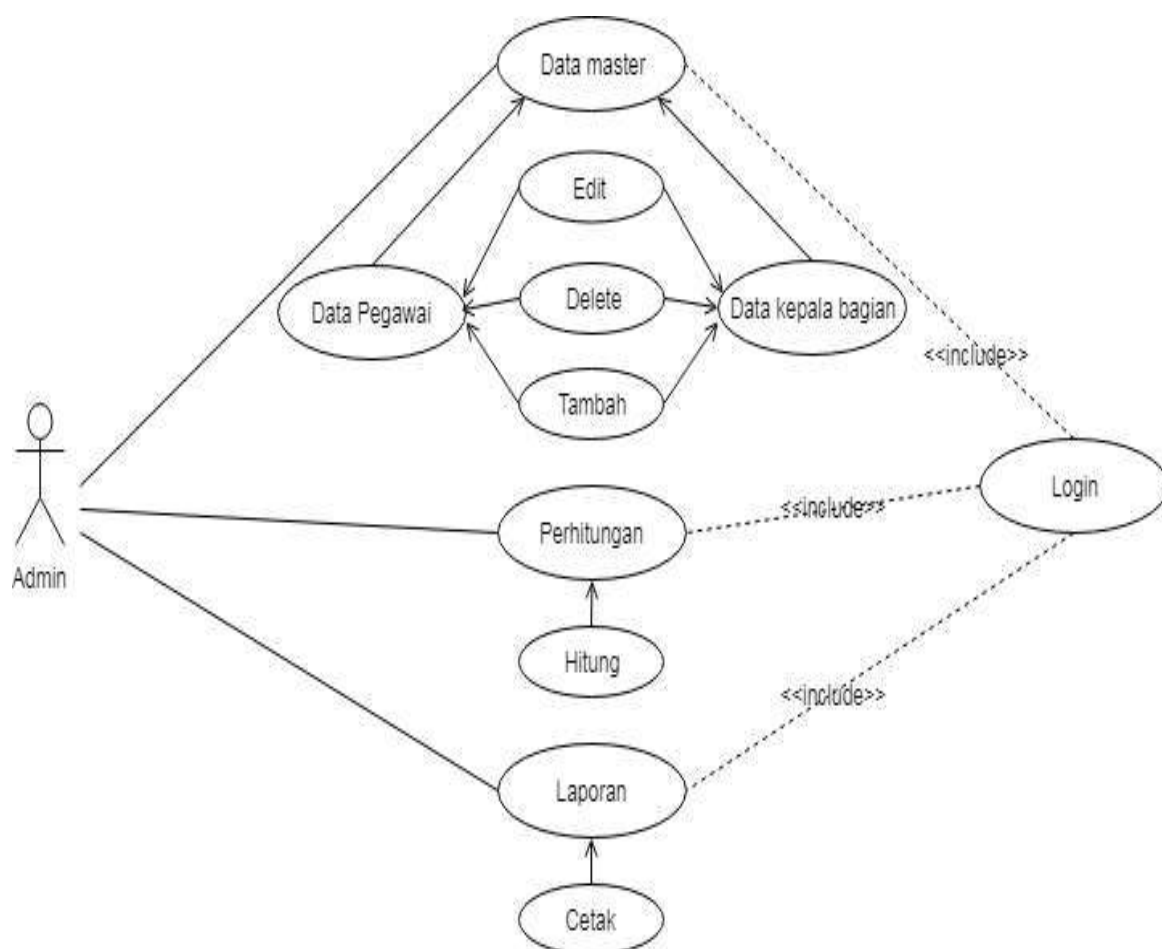 Data master
Edit
Data Pegawai
Delete
Data kepala bagian
<<include>>
Tambah
Login
<<include>>
Perhitungan
Admin
Hitung
<<include>>
Laporan
Cetak